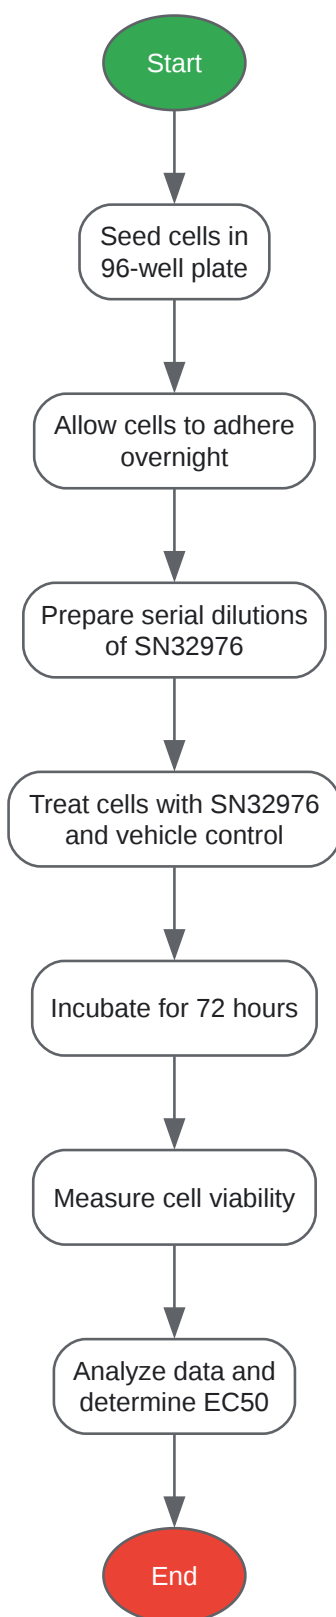 Start
Seed cells in
96-well plate
Allow cells to adhere
overnight
Prepare serial dilutions
of SN32976
Treat cells with SN32976
and vehicle control
Incubate for 72 hours
Measure cell viability
Analyze data and
determine EC50
End